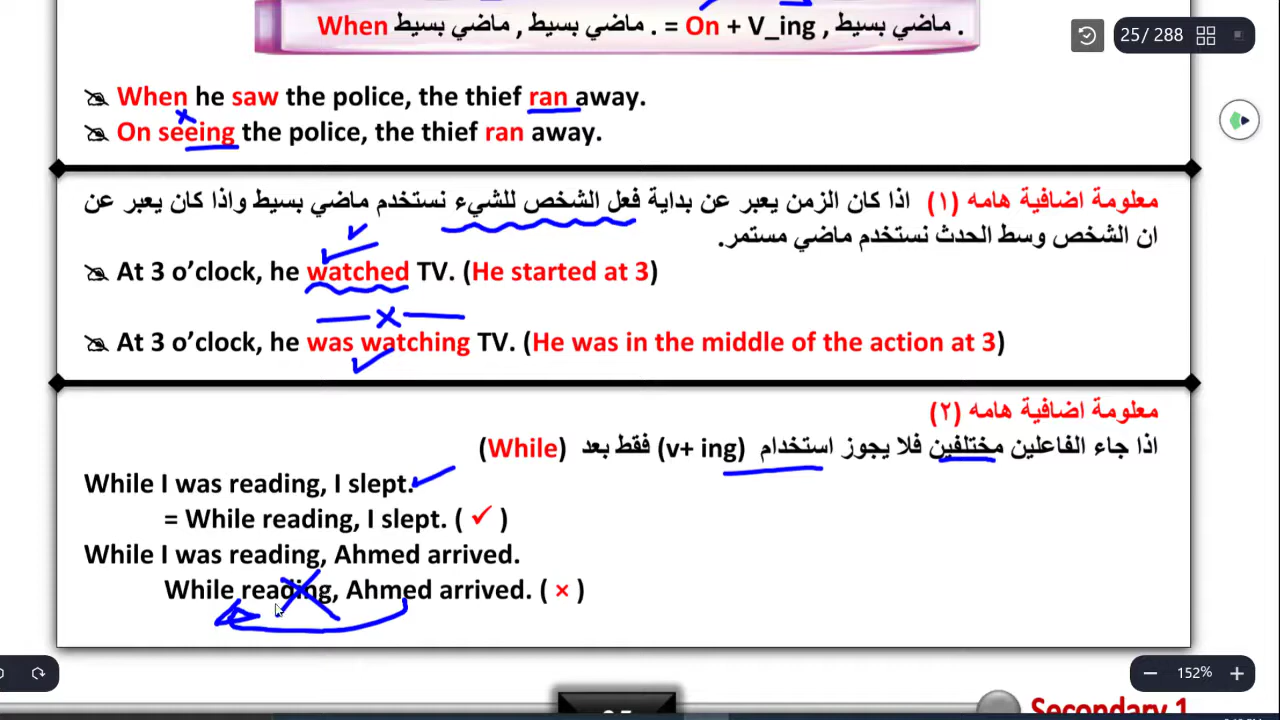 When ماضي بسيط , ماضي بسيط . = On + V_ing , ماضي بسيط .
25 / 288
When he saw the police, the thief ran away.
On seeing the police, the thief ran away.
معلومة اضافية هامه (١) اذا كان الزمن يعبر عن بداية فعل الشخص للشيء نستخدم ماضي بسيط واذا كان يعبر عن
ان الشخص وسط الحدث نستخدم ماضي مستمر.
At 3 o’clock, he watched TV. (He started at 3)
At 3 o’clock, he was watching TV. (He was in the middle of the action at 3)
معلومة اضافية هامه (٢)
اذا جاء الفاعلين مختلفين فلا يجوز استخدام (v+ ing) فقط بعد (While)
While I was reading, I slept.
= While reading, I slept. ( ✓ )
While I was reading, Ahmed arrived.
While reading, Ahmed arrived. ( × )
152%
Secondary 1